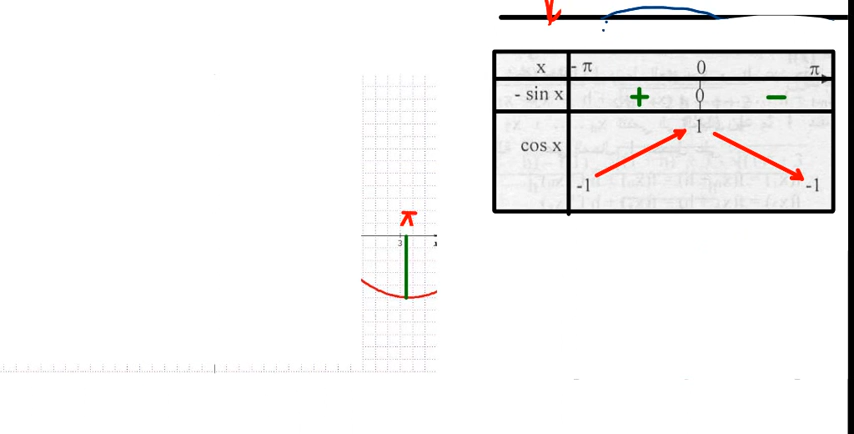 x - π 0 π
- sin x + 0 −
1
cos x
-1 -1
π
3 x